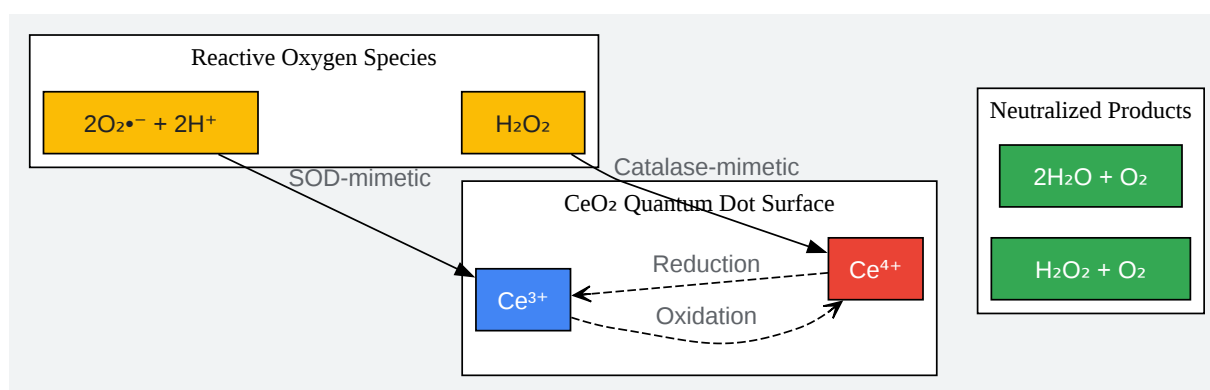 Reactive Oxygen Species
2O₂•⁻ + 2H⁺
H₂O₂
SOD-mimetic
Catalase-mimetic
CeO₂ Quantum Dot Surface
Ce³⁺
Reduction
Oxidation
Ce⁴⁺
Neutralized Products
2H₂O + O₂
H₂O₂ + O₂